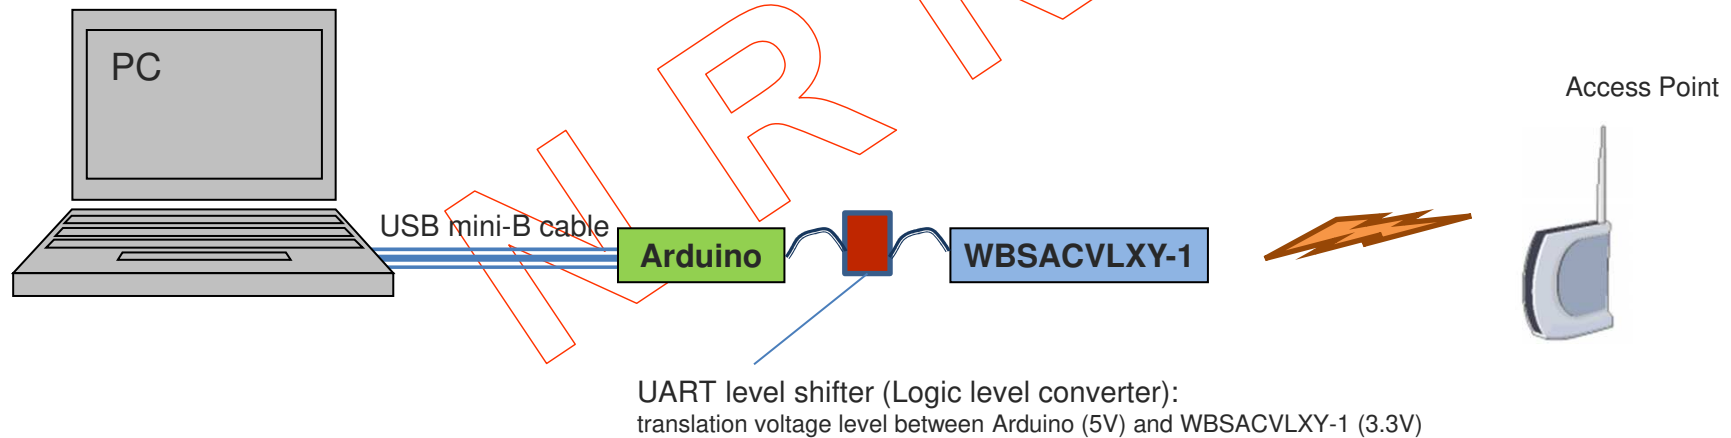 PC
Access Point
USB mini-B cable
Arduino
WBSACVLXY-1
UART level shifter (Logic level converter):
translation voltage level between Arduino (5V) and WBSACVLXY-1 (3.3V)